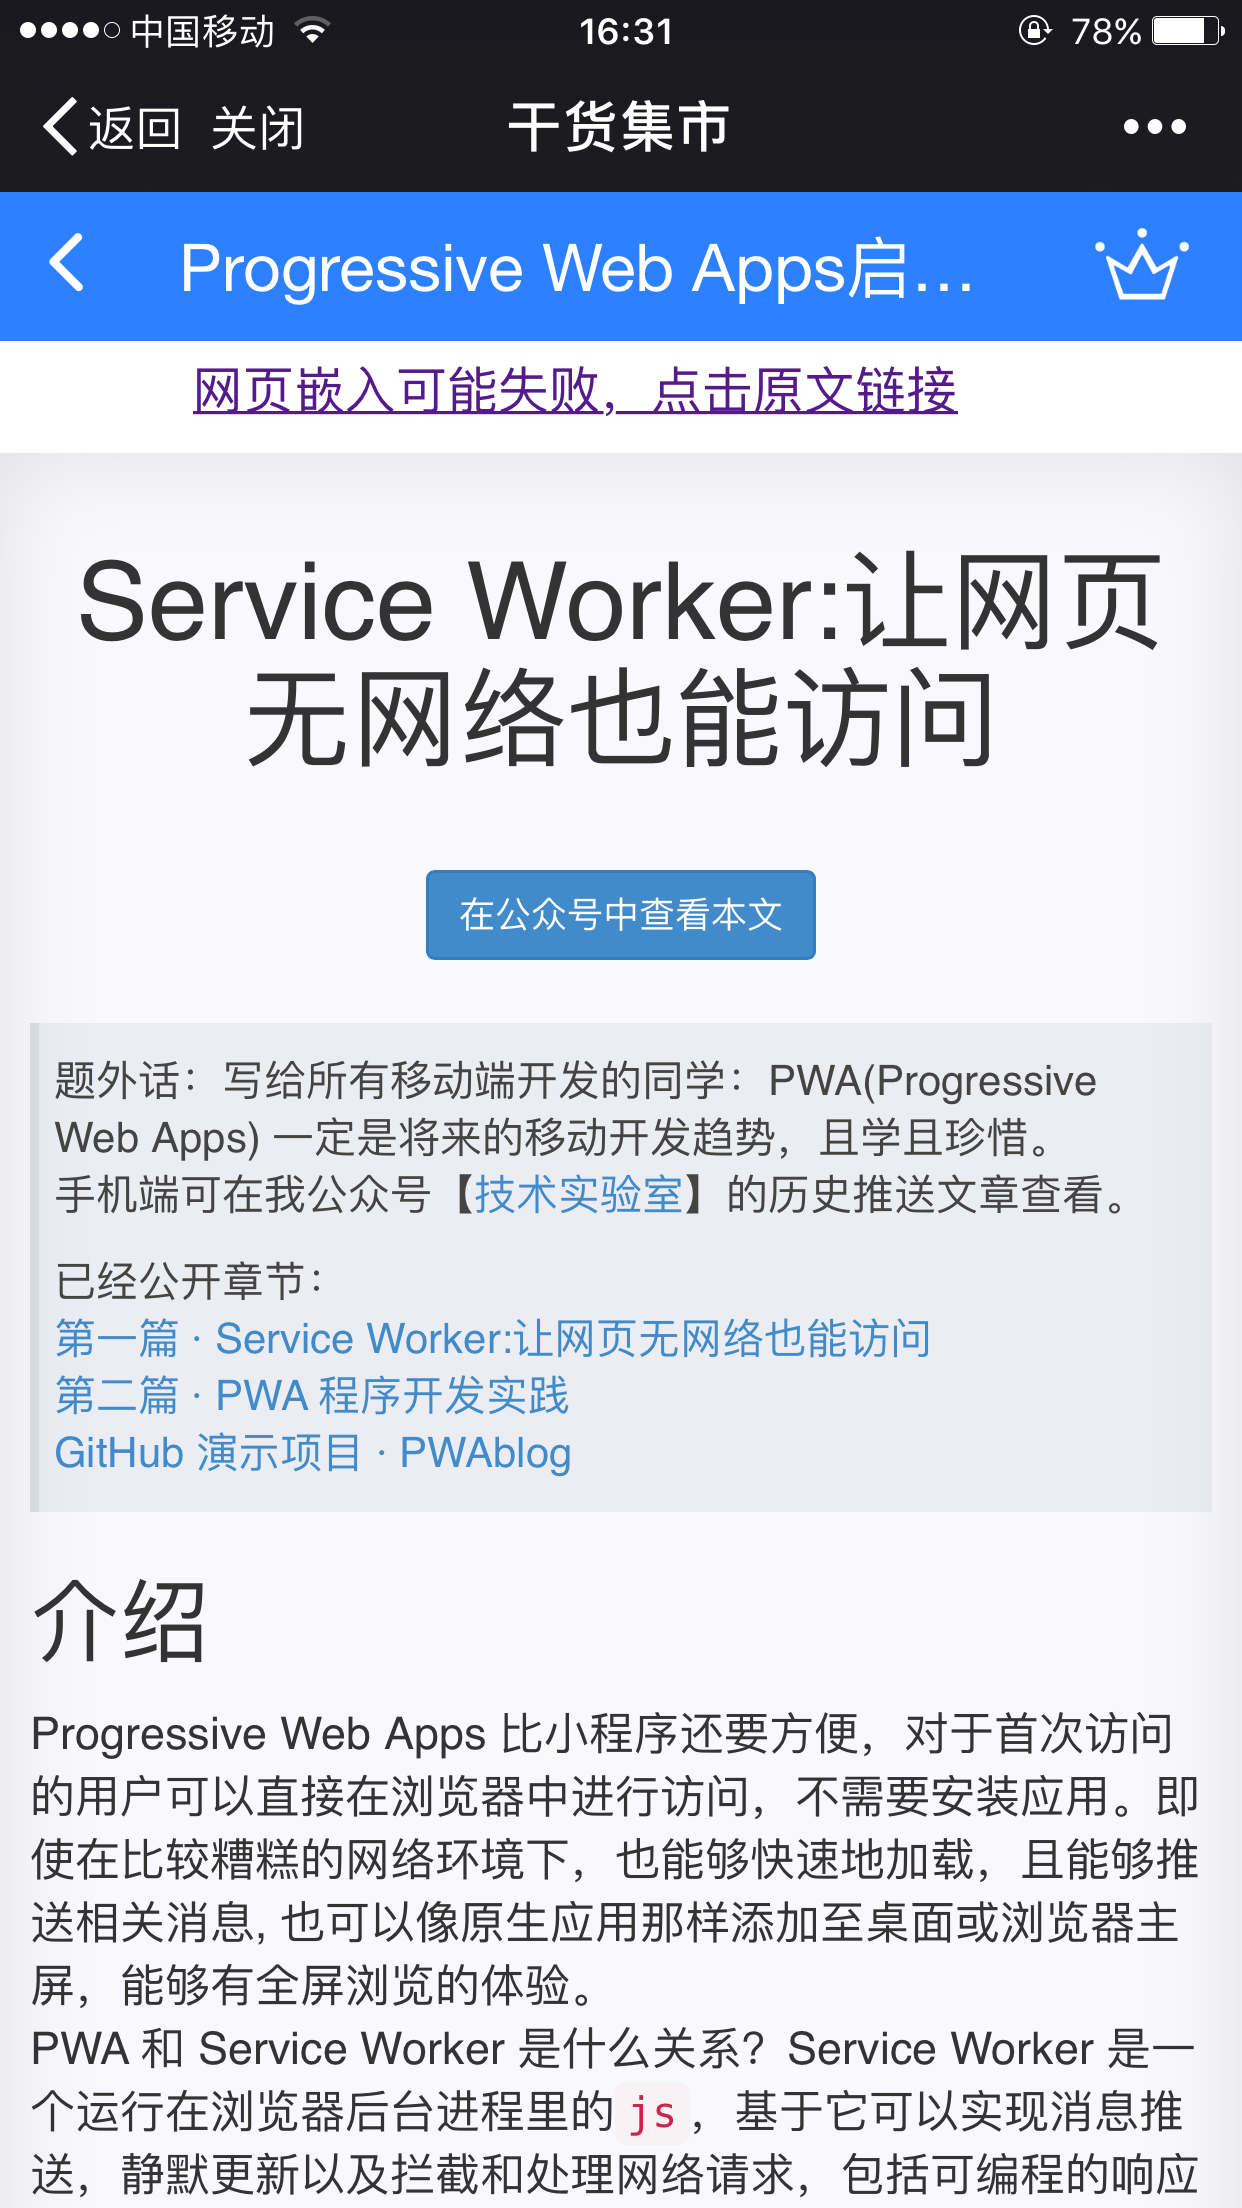 中国移动 16:31 78%
返回 关闭 干货集市
Progressive Web Apps启...
网页嵌入可能失败，点击原文链接
Service Worker:让网页
无网络也能访问
在公众号中查看本文
题外话：写给所有移动端开发的同学：PWA(Progressive
Web Apps) 一定是将来的移动开发趋势，且学且珍惜。
手机端可在我公众号【技术实验室】的历史推送文章查看。
已经公开章节：
第一篇 · Service Worker:让网页无网络也能访问
第二篇 · PWA 程序开发实践
GitHub 演示项目 · PWAblog
介绍
Progressive Web Apps 比小程序还要方便，对于首次访问
的用户可以直接在浏览器中进行访问，不需要安装应用。即
使在比较糟糕的网络环境下，也能够快速地加载，且能够推
送相关消息, 也可以像原生应用那样添加至桌面或浏览器主
屏，能够有全屏浏览的体验。
PWA 和 Service Worker 是什么关系？Service Worker 是一
个运行在浏览器后台进程里的 js，基于它可以实现消息推
送，静默更新以及拦截和处理网络请求，包括可编程的响应